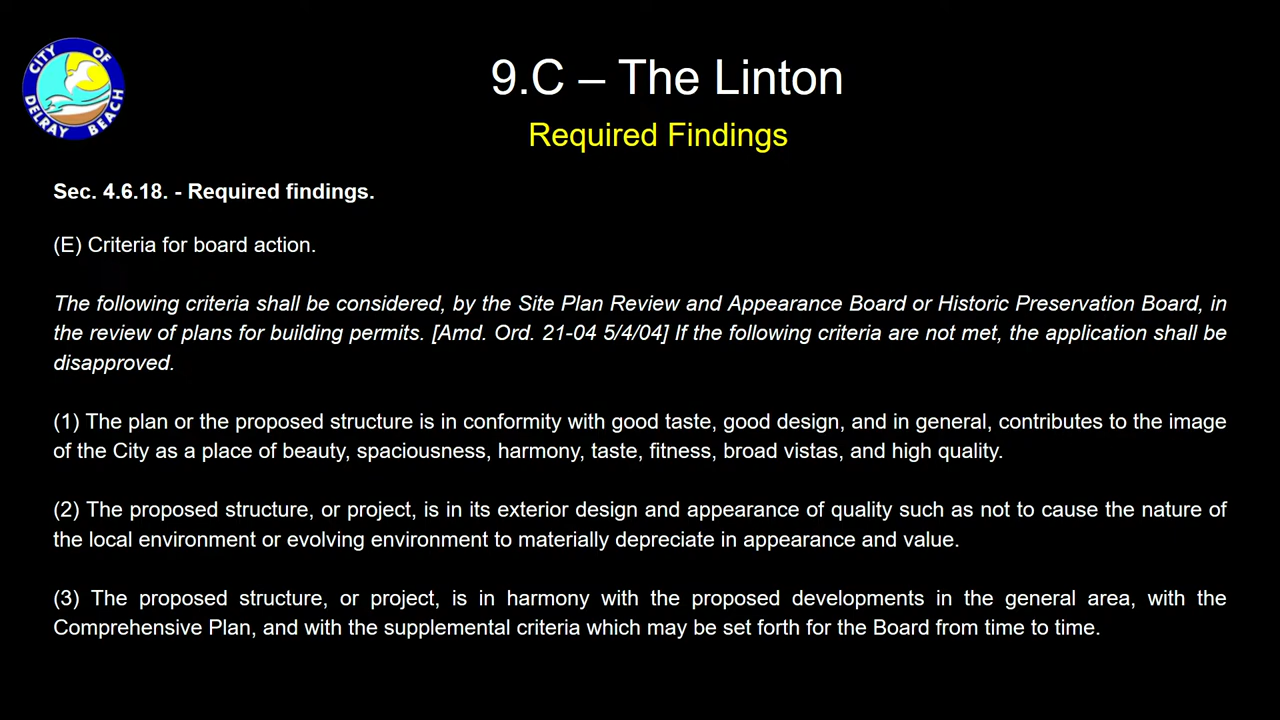 CITY OF
DELRAY BEACH
9.C – The Linton
Required Findings
Sec. 4.6.18. - Required findings.
(E) Criteria for board action.
The following criteria shall be considered, by the Site Plan Review and Appearance Board or Historic Preservation Board, in
the review of plans for building permits. [Amd. Ord. 21-04 5/4/04] If the following criteria are not met, the application shall be
disapproved.
(1) The plan or the proposed structure is in conformity with good taste, good design, and in general, contributes to the image
of the City as a place of beauty, spaciousness, harmony, taste, fitness, broad vistas, and high quality.
(2) The proposed structure, or project, is in its exterior design and appearance of quality such as not to cause the nature of
the local environment or evolving environment to materially depreciate in appearance and value.
(3) The proposed structure, or project, is in harmony with the proposed developments in the general area, with the
Comprehensive Plan, and with the supplemental criteria which may be set forth for the Board from time to time.